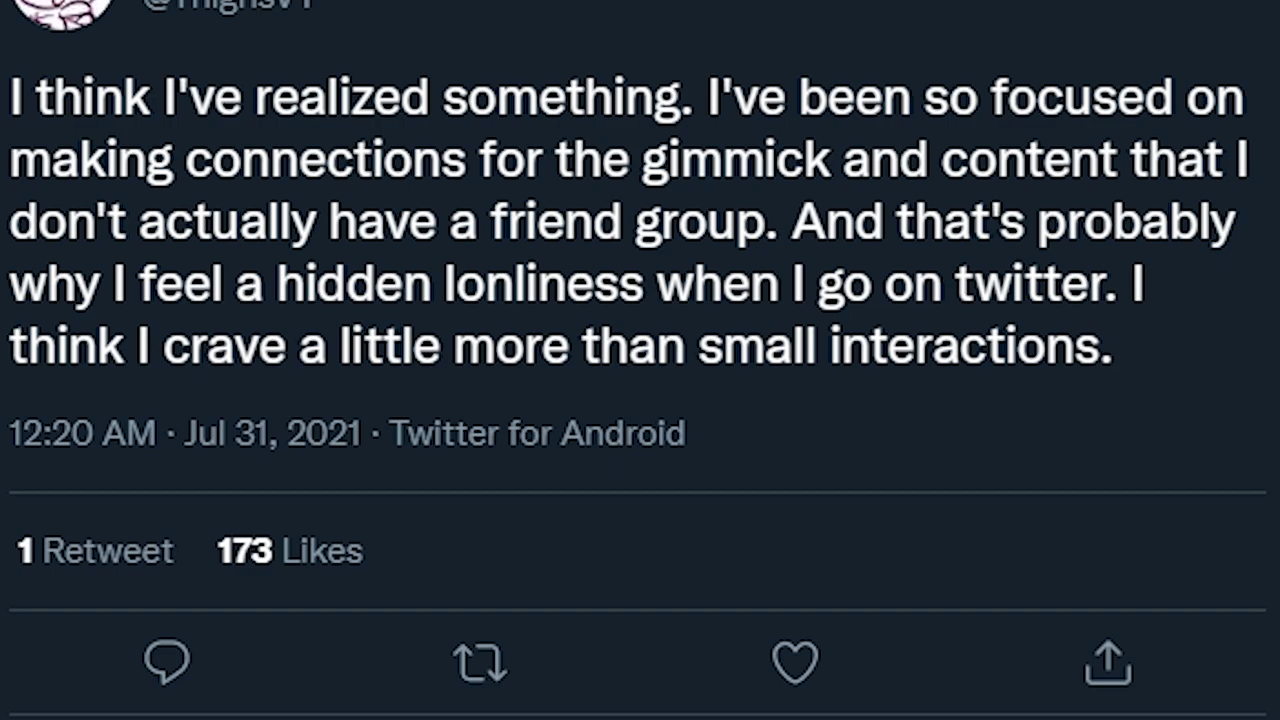 I think I've realized something. I've been so focused on
making connections for the gimmick and content that I
don't actually have a friend group. And that's probably
why I feel a hidden lonliness when I go on twitter. I
think I crave a little more than small interactions.
12:20 AM · Jul 31, 2021 · Twitter for Android
1 Retweet 173 Likes